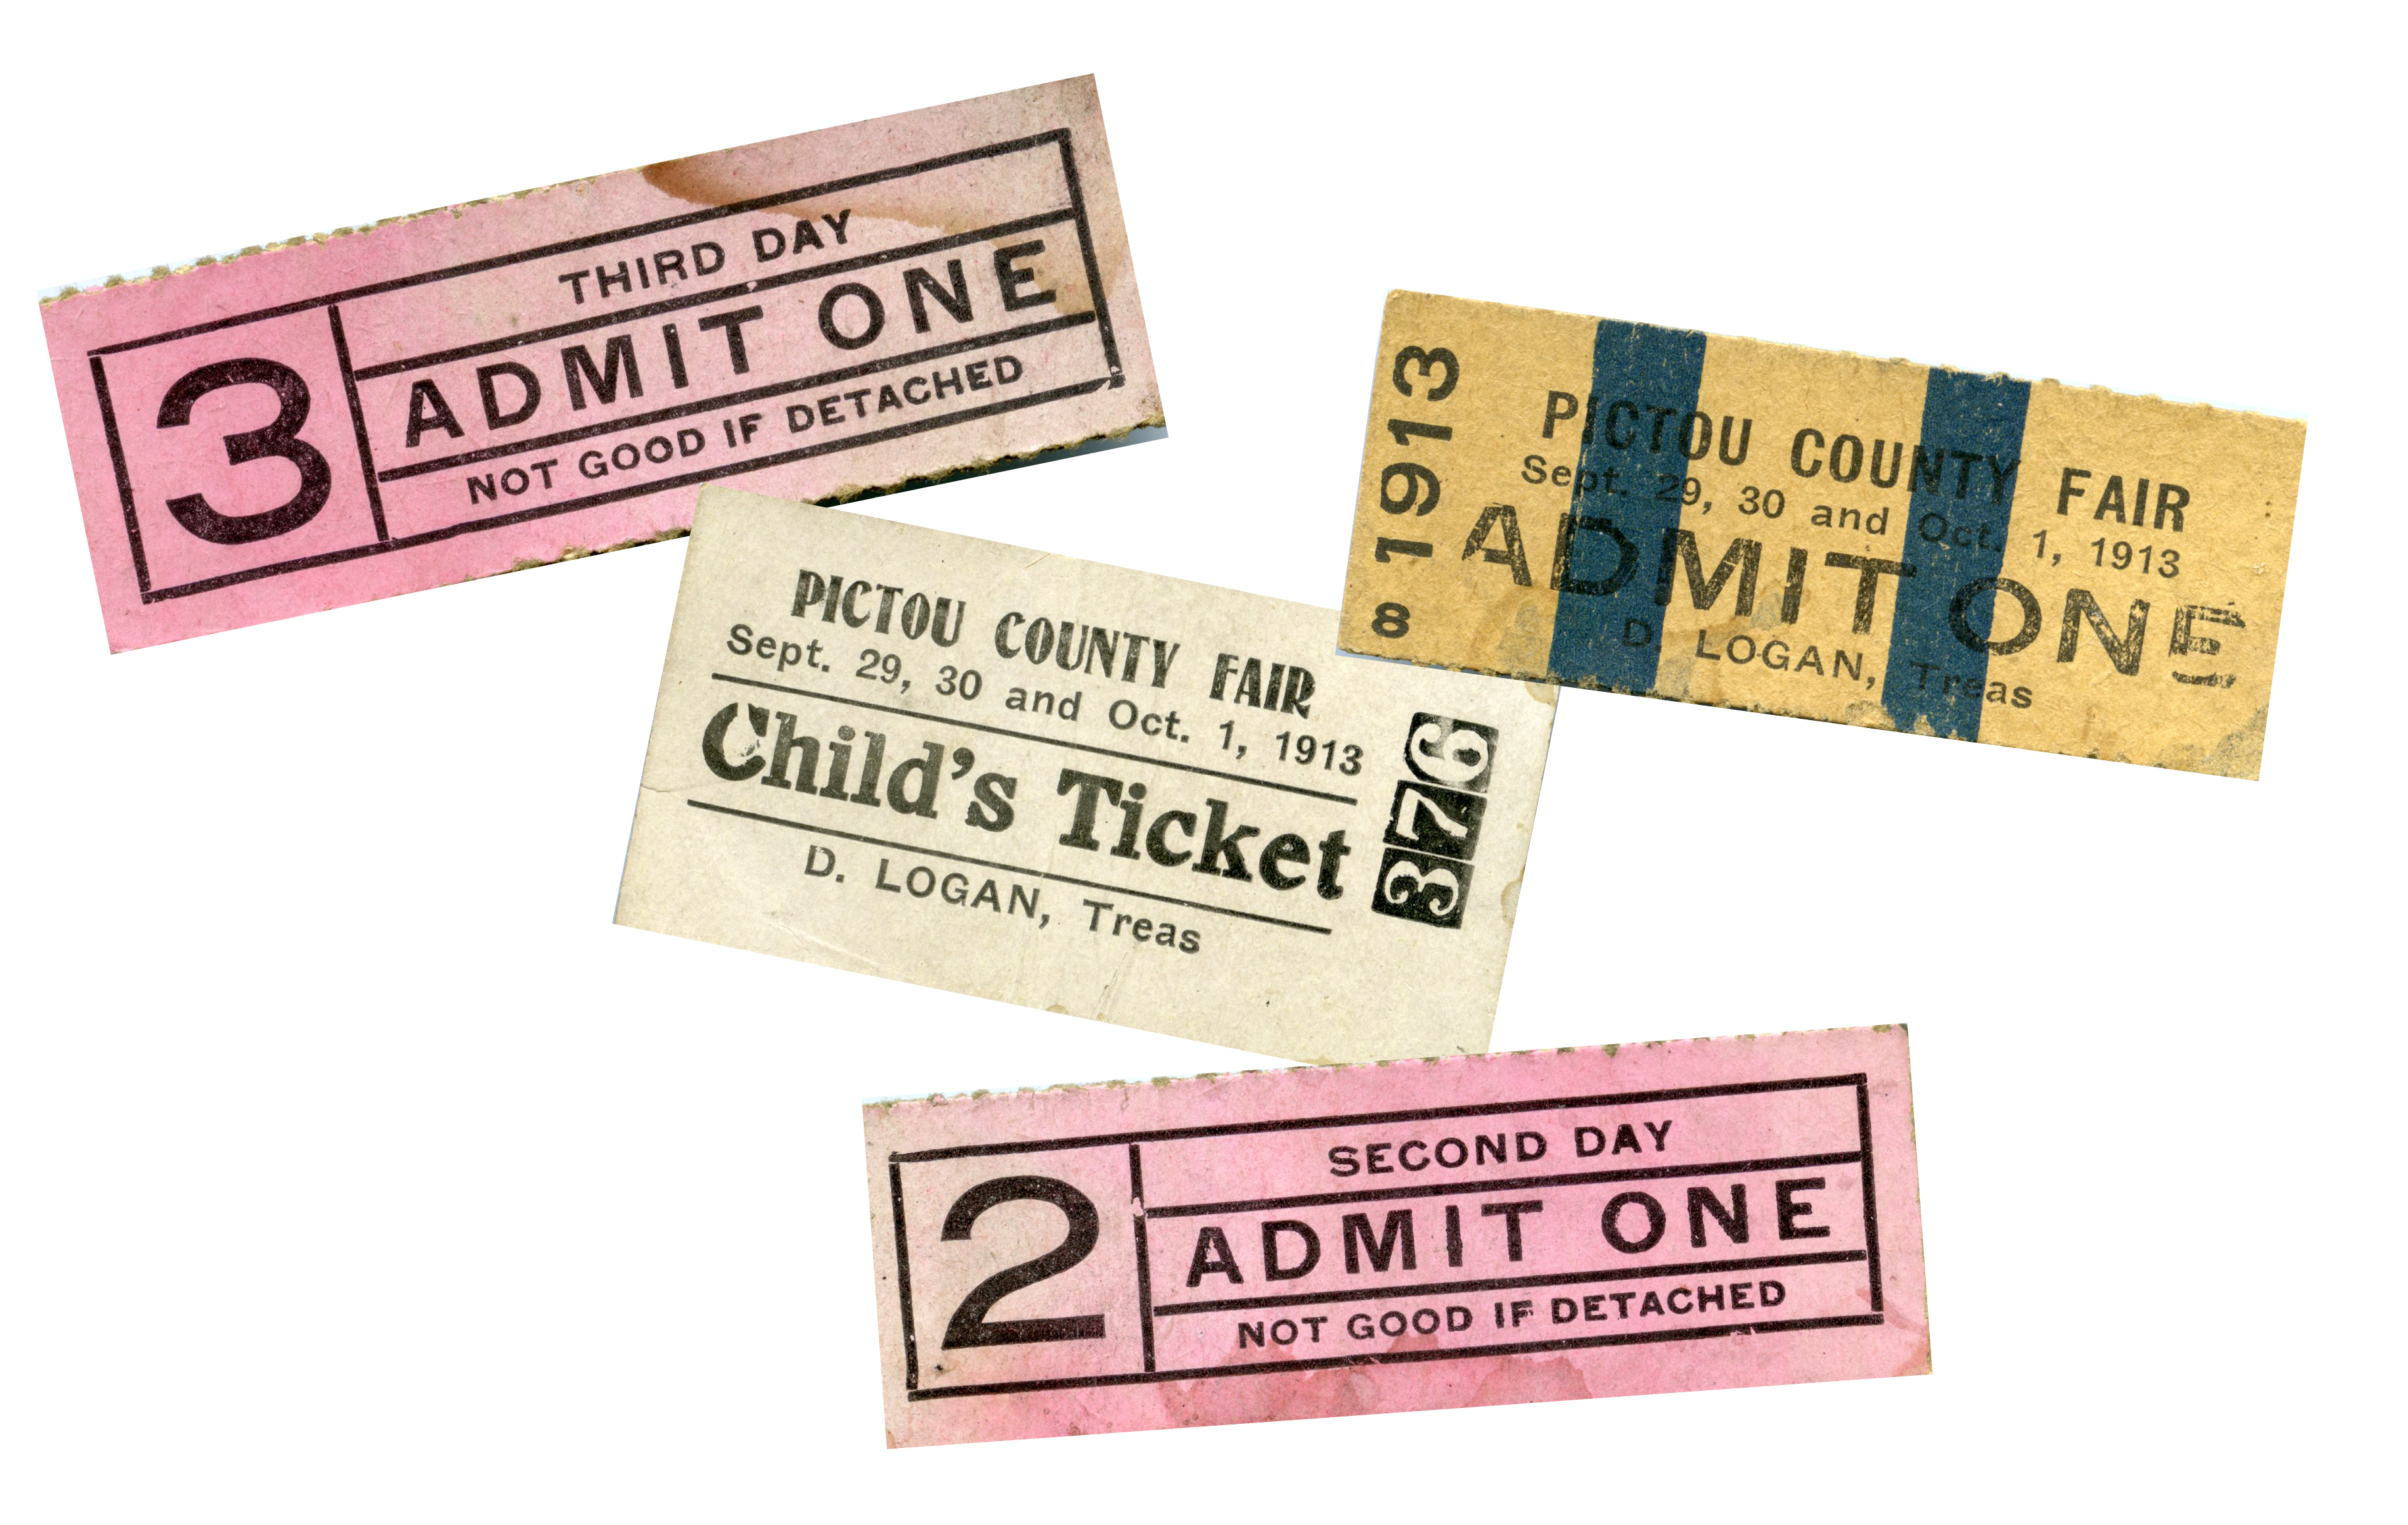 3
THIRD DAY
ADMIT ONE
NOT GOOD IF DETACHED
8 1913
PICTOU COUNTY FAIR
Sept. 29, 30 and Oct. 1, 1913
ADMIT ONE
D LOGAN, Treas
PICTOU COUNTY FAIR
Sept. 29, 30 and Oct. 1, 1913
Child's Ticket
D. LOGAN, Treas
376
2
SECOND DAY
ADMIT ONE
NOT GOOD IF DETACHED